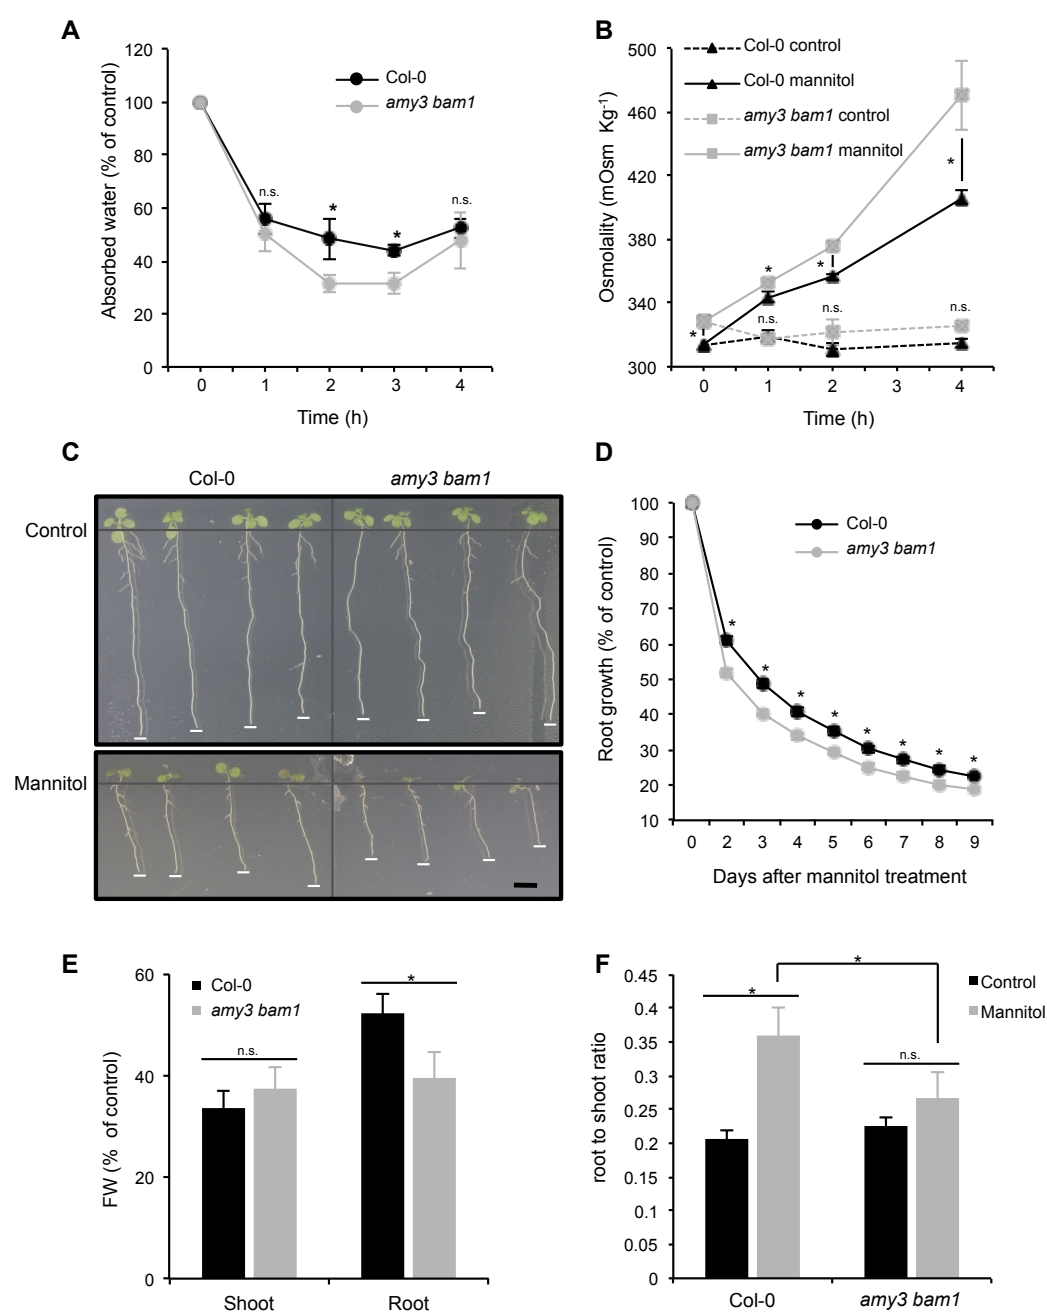 A
120
100
80
60
40
20
0
Absorbed water (% of control)
Col-0
amy3 bam1
n.s.
*
*
n.s.
0 1 2 3 4
Time (h)
B
500
460
420
380
340
300
Osmolality (mOsm Kg-1)
Col-0 control
Col-0 mannitol
amy3 bam1 control
amy3 bam1 mannitol
*
*
*
*
n.s.
n.s.
n.s.
0 1 2 3 4
Time (h)
C
Col-0 amy3 bam1
Control
Mannitol
D
100
90
80
70
60
50
40
30
20
10
Root growth (% of control)
Col-0
amy3 bam1
* * * * * * * *
0 2 3 4 5 6 7 8 9
Days after mannitol treatment
E
60
40
20
0
FW (% of control)
Col-0
amy3 bam1
n.s.
*
Shoot Root
F
0.45
0.4
0.35
0.3
0.25
0.2
0.15
0.1
0.05
0
root to shoot ratio
*
*
n.s.
Control
Mannitol
Col-0 amy3 bam1